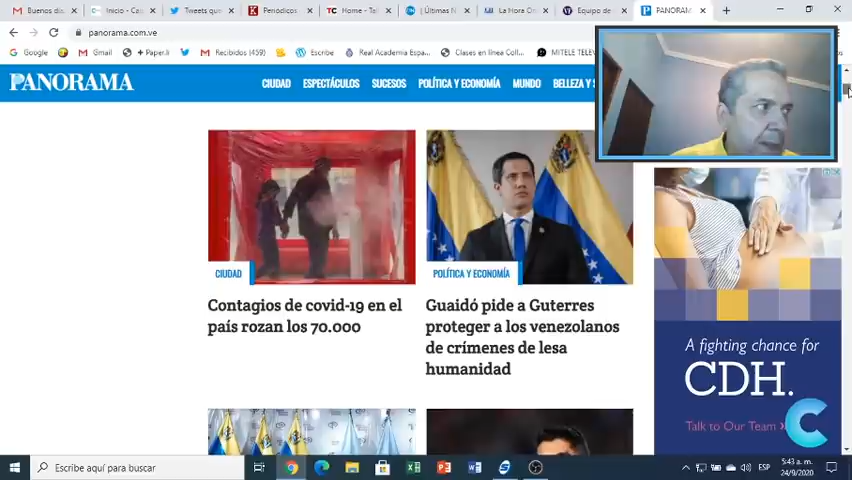 Buenos día
Inicio - Ca
Tweets que
Periódicos
Home - Tal
(Últimas N
La Hora On
Equipo de
PANORAM
panorama.com.ve
Google
Gmail
+ Paper.li
Recibidos (459)
Escribe
Real Academia Espa...
Clases en línea Coll...
MITELE TELEV
PANORAMA
CIUDAD
ESPECTÁCULOS
SUCESOS
POLÍTICA Y ECONOMÍA
MUNDO
BELLEZA Y S
CIUDAD
Contagios de covid-19 en el
país rozan los 70.000
POLÍTICA Y ECONOMÍA
Guaidó pide a Guterres
proteger a los venezolanos
de crímenes de lesa
humanidad
A fighting chance for
CDH.
Talk to Our Team
Escribe aquí para buscar
ESP
5:43 a. m.
24/9/2020